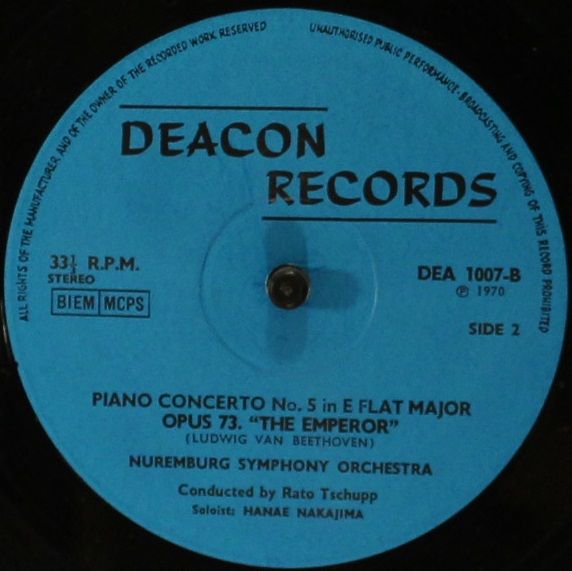 ALL RIGHTS OF THE MANUFACTURER AND OF THE OWNER OF THE RECORDED WORK RESERVED
UNAUTHORISED PUBLIC PERFORMANCE, BROADCASTING AND COPYING OF THIS RECORD PROHIBITED
DEACON
RECORDS
33⅓ R.P.M.
STEREO
BIEM MCPS
DEA 1007-B
℗ 1970
SIDE 2
PIANO CONCERTO No. 5 in E FLAT MAJOR
OPUS 73. "THE EMPEROR"
(LUDWIG VAN BEETHOVEN)
NUREMBURG SYMPHONY ORCHESTRA
Conducted by Rato Tschupp
Soloist: HANAE NAKAJIMA